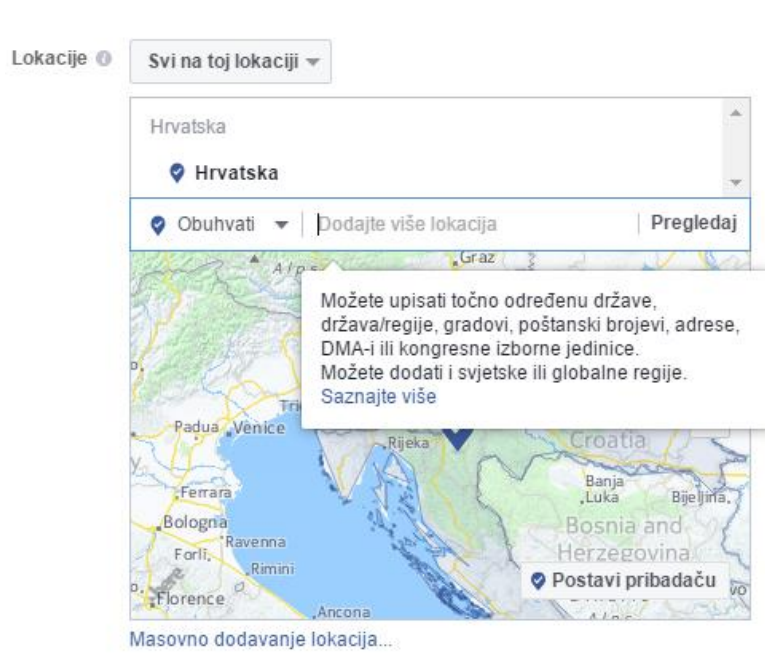 Lokacije
Svi na toj lokaciji
Hrvatska
Hrvatska
Obuhvati
Dodajte više lokacija
Pregledaj
Graz
Alps
Možete upisati točno određenu države,
država/regije, gradovi, poštanski brojevi, adrese,
DMA-i ili kongresne izborne jedinice.
Možete dodati i svjetske ili globalne regije.
Saznajte više
Padua
Venice
Rijeka
Croatia
Ferrara
Banja
Luka
Bijeljina
Bologna
Bosnia and
Herzegovina
Ravenna
Forlì
Rimini
Postavi pribadaču
Florence
Ancona
Masovno dodavanje lokacija...